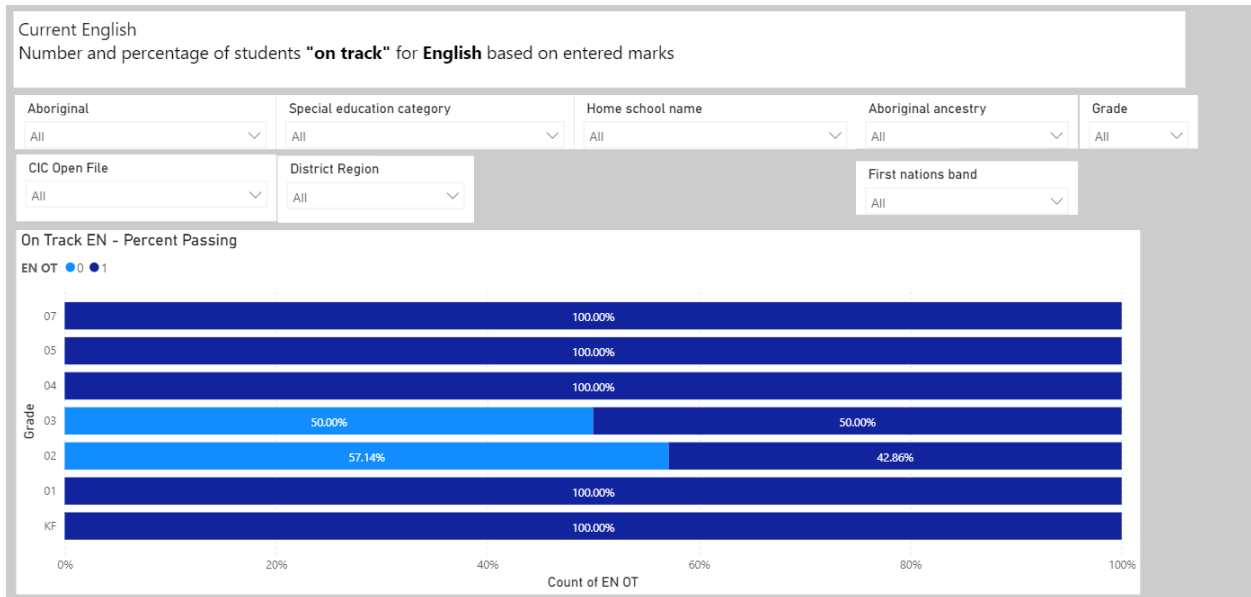 Current English
Number and percentage of students "on track" for English based on entered marks
Aboriginal
All
Special education category
All
Home school name
All
Aboriginal ancestry
All
Grade
All
CIC Open File
All
District Region
All
First nations band
All
On Track EN - Percent Passing
EN OT 0 1
Grade
07 100.00%
05 100.00%
04 100.00%
03 50.00% 50.00%
02 57.14% 42.86%
01 100.00%
KF 100.00%
0% 20% 40% 60% 80% 100%
Count of EN OT